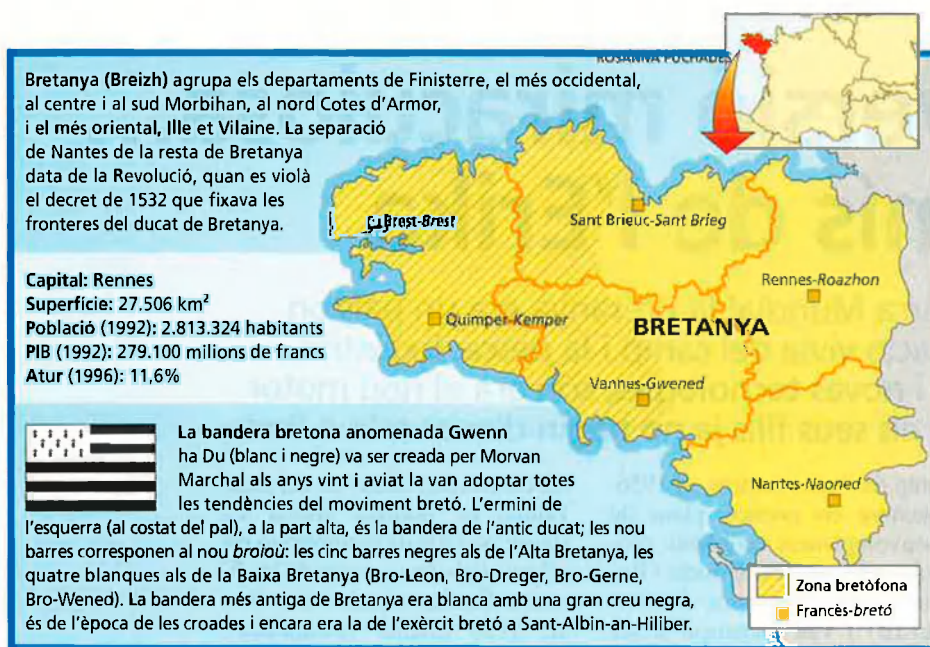 ROSANNA PUCHADES
Bretanya (Breizh) agrupa els departaments de Finisterre, el més occidental,
al centre i al sud Morbihan, al nord Cotes d'Armor,
i el més oriental, Ille et Vilaine. La separació
de Nantes de la resta de Bretanya
data de la Revolució, quan es violà
el decret de 1532 que fixava les
fronteres del ducat de Bretanya.
Capital: Rennes
Superfície: 27.506 km²
Població (1992): 2.813.324 habitants
PIB (1992): 279.100 milions de francs
Atur (1996): 11,6%
La bandera bretona anomenada Gwenn
ha Du (blanc i negre) va ser creada per Morvan
Marchal als anys vint i aviat la van adoptar totes
les tendències del moviment bretó. L'ermini de
l'esquerra (al costat del pal), a la part alta, és la bandera de l'antic ducat; les nou
barres corresponen al nou broioù: les cinc barres negres als de l'Alta Bretanya, les
quatre blanques als de la Baixa Bretanya (Bro-Leon, Bro-Dreger, Bro-Gerne,
Bro-Wened). La bandera més antiga de Bretanya era blanca amb una gran creu negra,
és de l'època de les croades i encara era la de l'exèrcit bretó a Sant-Albin-an-Hiliber.
Brest-Brest
Sant Brieuc-Sant Brieg
Rennes-Roazhon
Quimper-Kemper
BRETANYA
Vannes-Gwened
Nantes-Naoned
Zona bretòfona
Francès-bretó